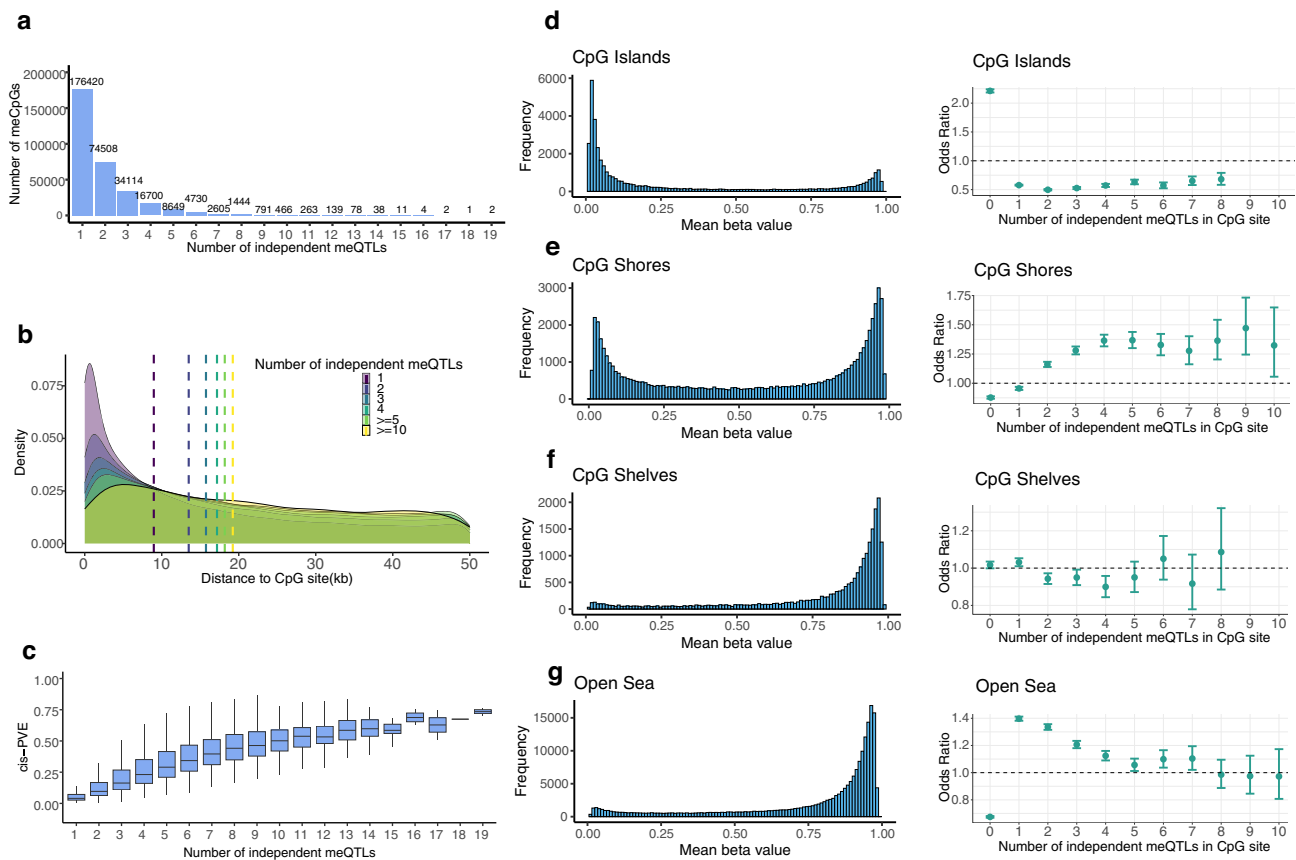 a
Number of meCpGs
200000
150000
100000
50000
0
176420
74508
34114
16700
8649
4730
2605
1444
791 466 263 139 78 38 11 4 2 1 2
1 2 3 4 5 6 7 8 9 10 11 12 13 14 15 16 17 18 19
Number of independent meQTLs
b
Number of independent meQTLs
1
2
3
4
>=5
>=10
Density
0.075
0.050
0.025
0.000
0 10 20 30 40 50
Distance to CpG site(kb)
c
cis−PVE
1.00
0.75
0.50
0.25
0.00
1 2 3 4 5 6 7 8 9 10 11 12 13 14 15 16 17 18 19
Number of independent meQTLs
d
CpG Islands
Frequency
6000
4000
2000
0
0.00 0.25 0.50 0.75 1.00
Mean beta value
CpG Islands
Odds Ratio
2.0
1.0
0.5
0 1 2 3 4 5 6 7 8 9 10
Number of independent meQTLs in CpG site
e
CpG Shores
Frequency
3000
2000
1000
0
0.00 0.25 0.50 0.75 1.00
Mean beta value
CpG Shores
Odds Ratio
1.75
1.50
1.25
1.00
0 1 2 3 4 5 6 7 8 9 10
Number of independent meQTLs in CpG site
f
CpG Shelves
Frequency
2000
1500
1000
500
0
0.00 0.25 0.50 0.75 1.00
Mean beta value
CpG Shelves
Odds Ratio
1.2
1.0
0.8
0 1 2 3 4 5 6 7 8 9 10
Number of independent meQTLs in CpG site
g
Open Sea
Frequency
15000
10000
5000
0
0.00 0.25 0.50 0.75 1.00
Mean beta value
Open Sea
Odds Ratio
1.4
1.2
1.0
0.8
0 1 2 3 4 5 6 7 8 9 10
Number of independent meQTLs in CpG site